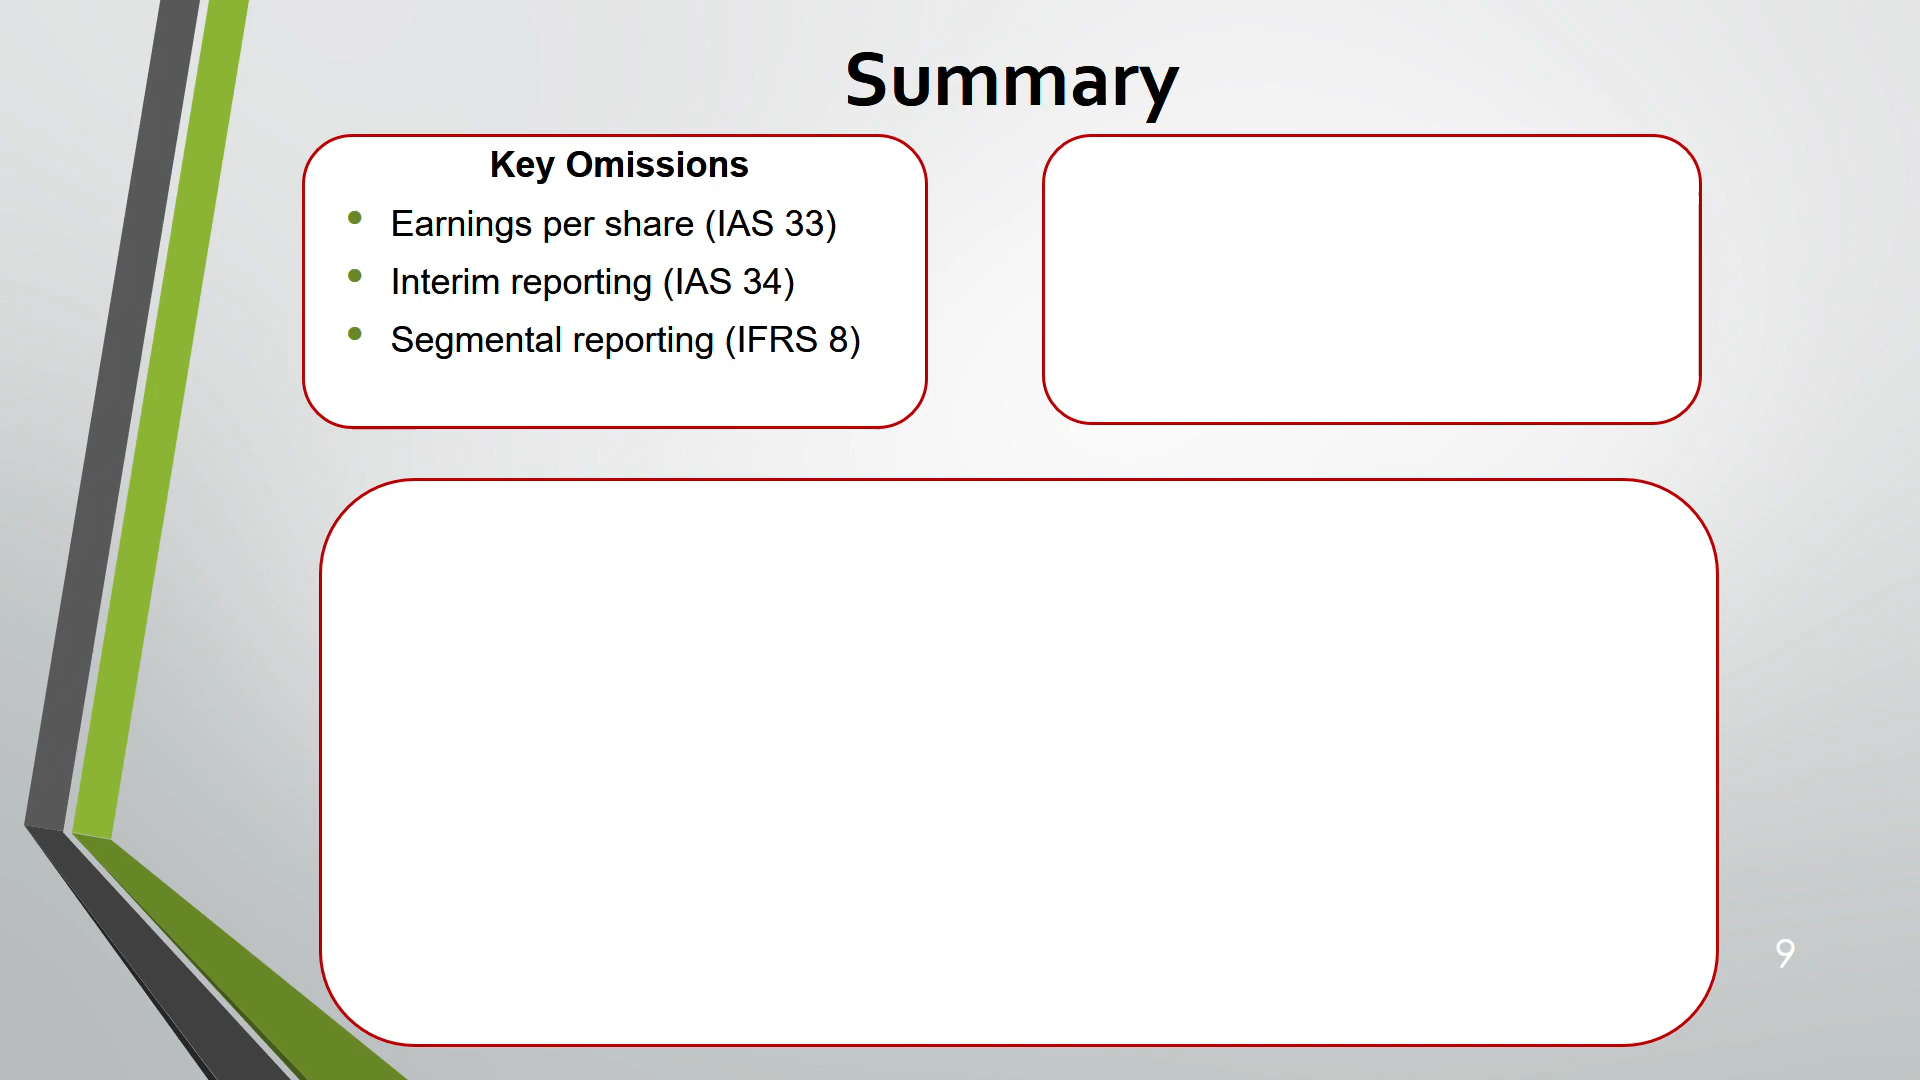 Summary
Key Omissions
• Earnings per share (IAS 33)
• Interim reporting (IAS 34)
• Segmental reporting (IFRS 8)
9